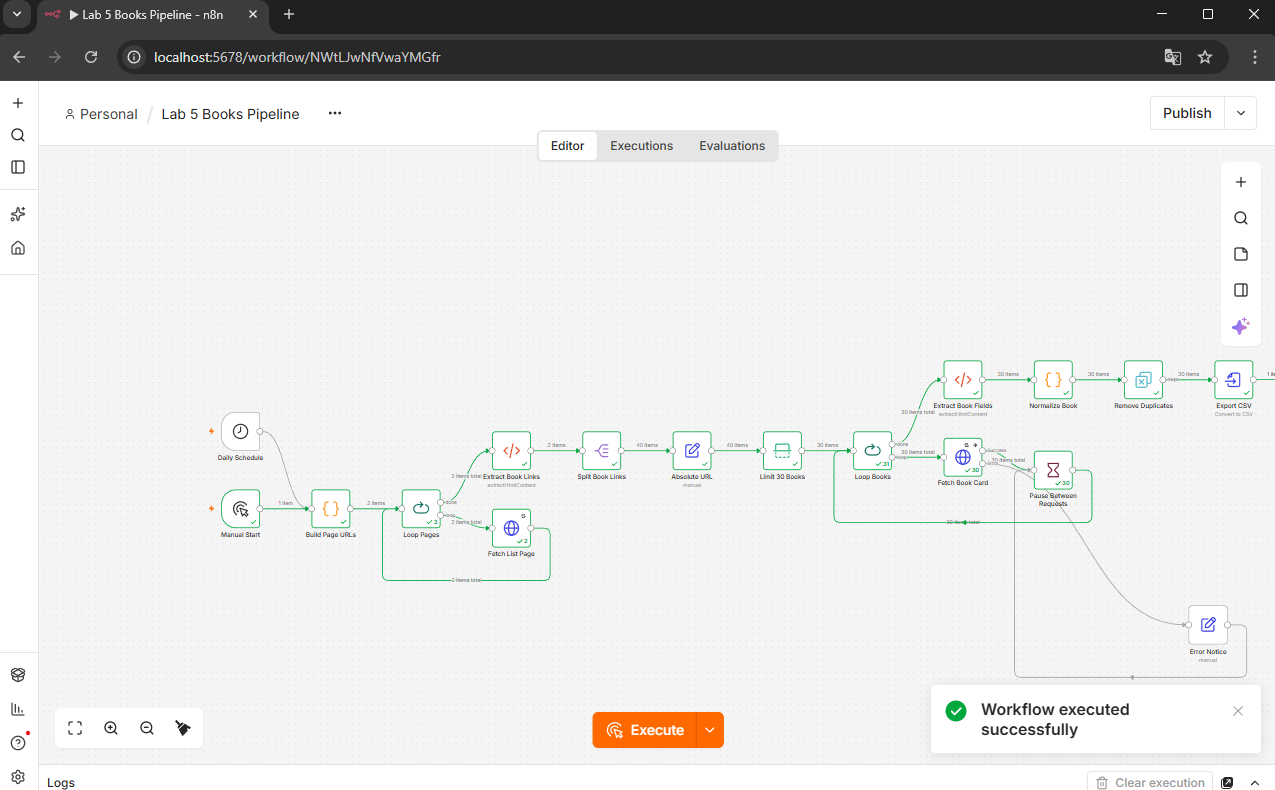 Lab 5 Books Pipeline - n8n
localhost:5678/workflow/NWtLJwNfVwaYMGfr
Personal / Lab 5 Books Pipeline
Publish
Editor Executions Evaluations
30 items 30 items 30 items
Extract Book Fields Normalize Book Remove Duplicates Export CSV
extractHtmlContent Convert to CSV
30 items total
Daily Schedule
2 items 40 items 40 items 30 items
done
loop
30 items total
Success
Error
30 items total
31
30
30
2 items total
Extract Book Links Split Book Links Absolute URL Limit 30 Books Loop Books
extractHtmlContent manual
Fetch Book Card
Pause Between
Requests
1 item 2 items
done
loop
2 items total
3
2
Manual Start Build Page URLs Loop Pages
Fetch List Page
30 items total
2 items total
Error Notice
manual
Execute
Workflow executed
successfully
Logs
Clear execution